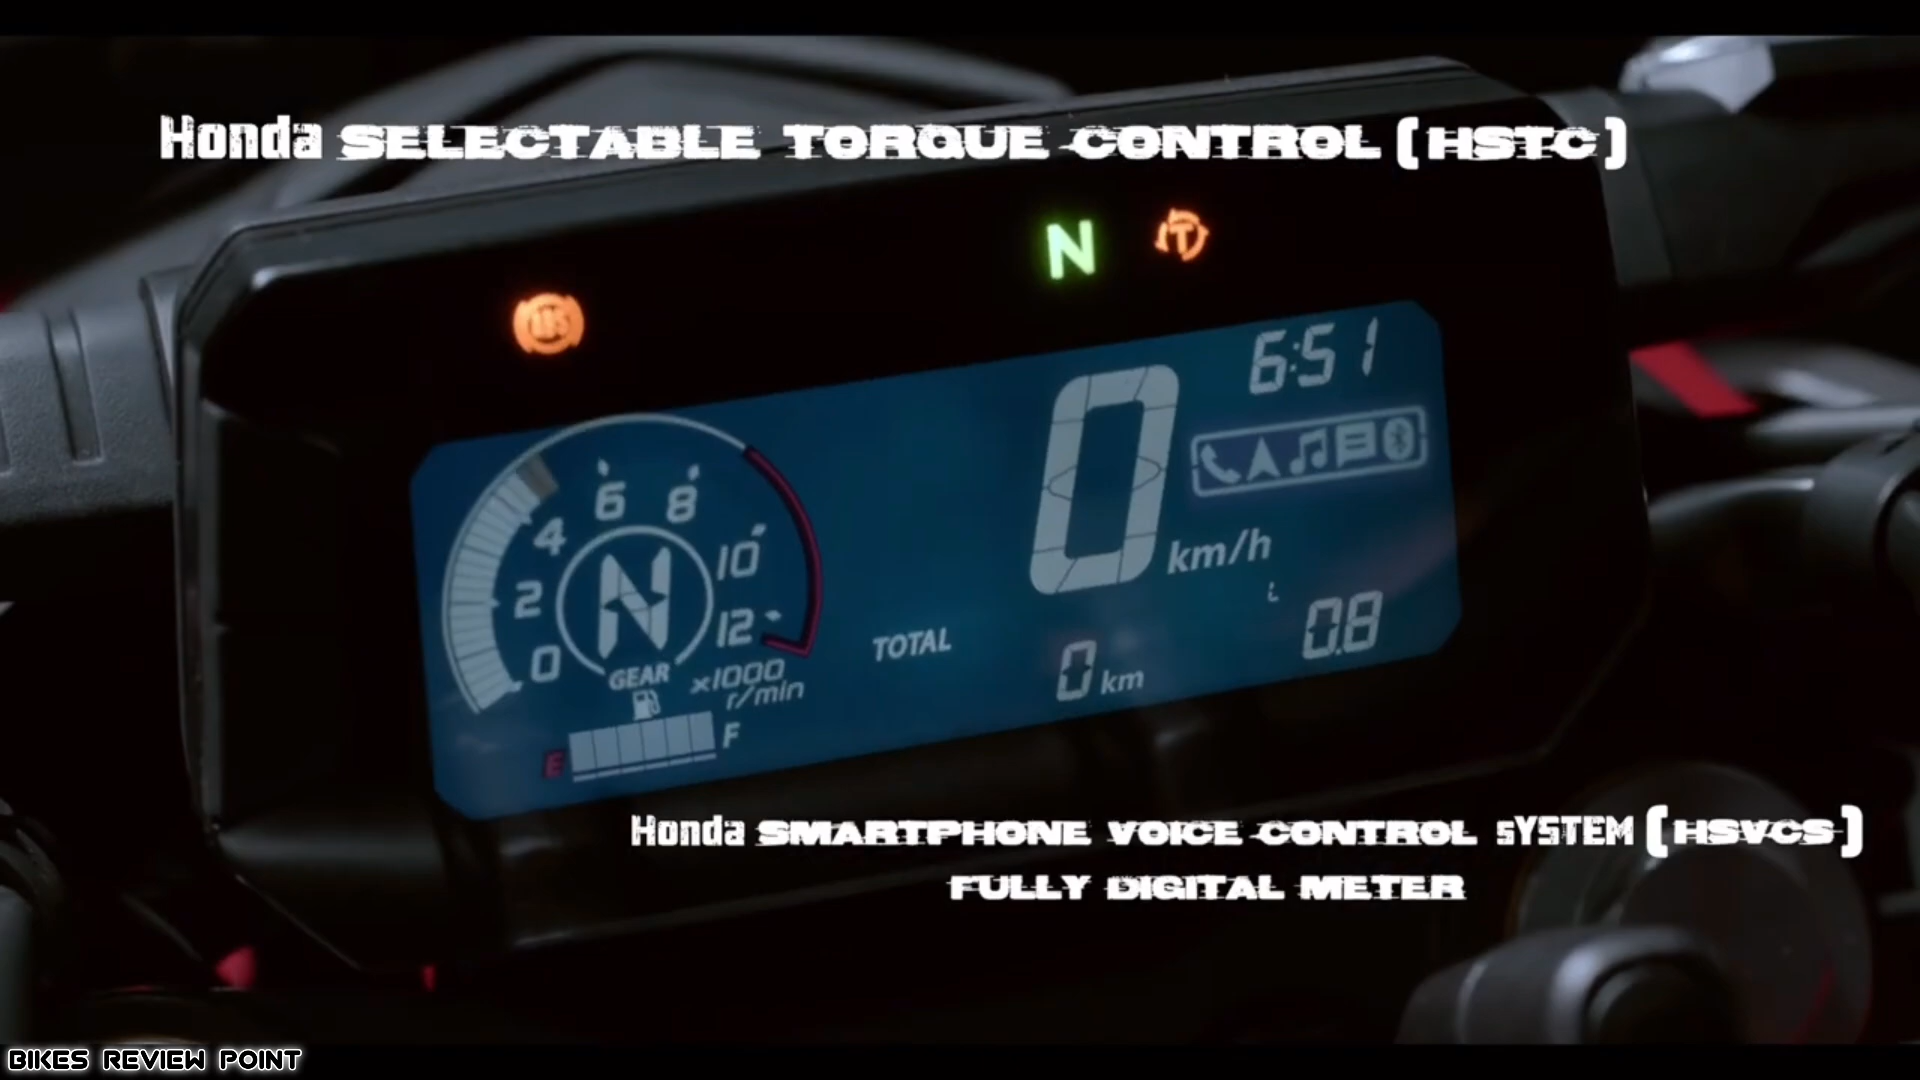 Honda SELECTABLE TORQUE CONTROL (HSTC)
N T
ABS
6:51
0 km/h
6 8
4 10
2 N 12
0 GEAR
x1000
r/min
TOTAL 0 km
L 0.8
E F
Honda SMARTPHONE VOICE CONTROL sYSTEM (HSVCS)
FULLY DIGITAL METER
BIKES REVIEW POINT